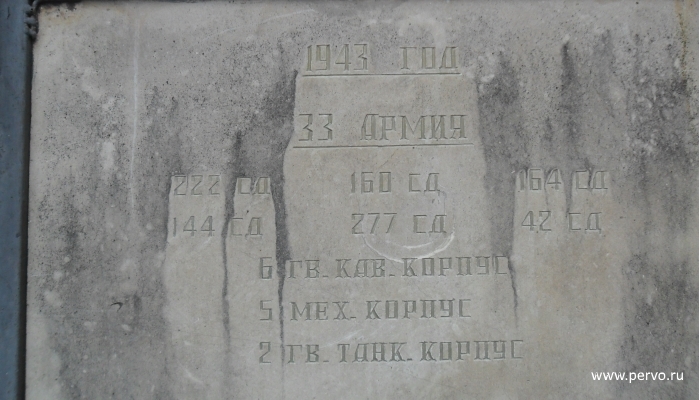 1943 ГОД
33 АРМИЯ
222 СД 160 СД 164 СД
144 СД 277 СД 42 СД
6 ГВ. КАВ. КОРПУС
5 МЕХ. КОРПУС
2 ГВ. ТАНК. КОРПУС
www.pervo.ru